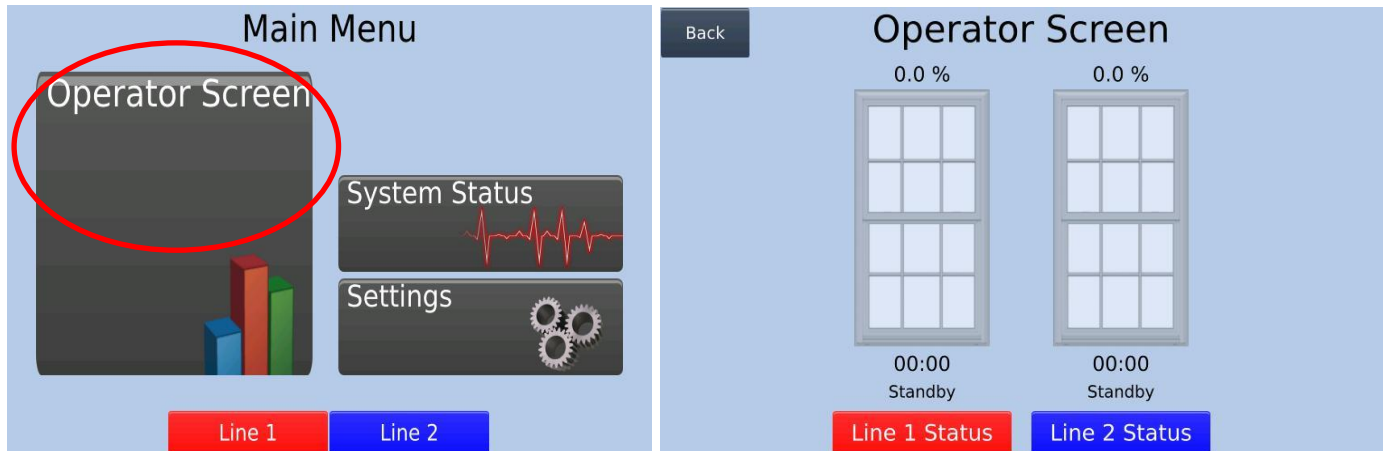 Main Menu
Operator Screen
System Status
Settings
Line 1 Line 2
Back
Operator Screen
0.0 % 0.0 %
00:00 00:00
Standby Standby
Line 1 Status Line 2 Status